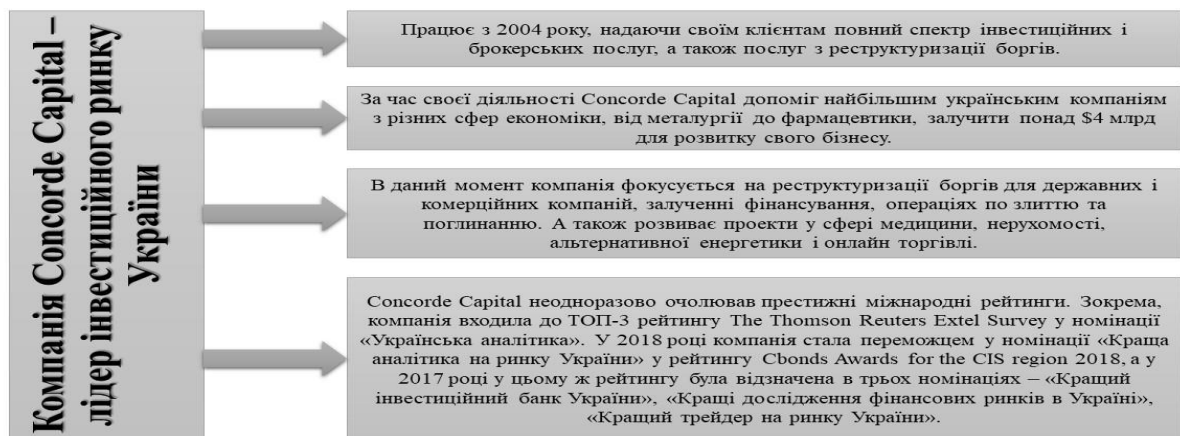 Компанія Concorde Capital –
лідер інвестиційного ринку
України
Працює з 2004 року, надаючи своїм клієнтам повний спектр інвестиційних і
брокерських послуг, а також послуг з реструктуризації боргів.
За час своєї діяльності Concorde Capital допоміг найбільшим українським компаніям
з різних сфер економіки, від металургії до фармацевтики, залучити понад $4 млрд
для розвитку свого бізнесу.
В даний момент компанія фокусується на реструктуризації боргів для державних і
комерційних компаній, залученні фінансування, операціях по злиттю та
поглинанню. А також розвиває проекти у сфері медицини, нерухомості,
альтернативної енергетики і онлайн торгівлі.
Concorde Capital неодноразово очолював престижні міжнародні рейтинги. Зокрема,
компанія входила до ТОП-3 рейтингу The Thomson Reuters Extel Survey у номінації
«Українська аналітика». У 2018 році компанія стала переможцем у номінації «Краща
аналітика на ринку України» у рейтингу Cbonds Awards for the CIS region 2018, а у
2017 році у цьому ж рейтингу була відзначена в трьох номінаціях – «Кращий
інвестиційний банк України», «Кращі дослідження фінансових ринків в Україні»,
«Кращий трейдер на ринку України».